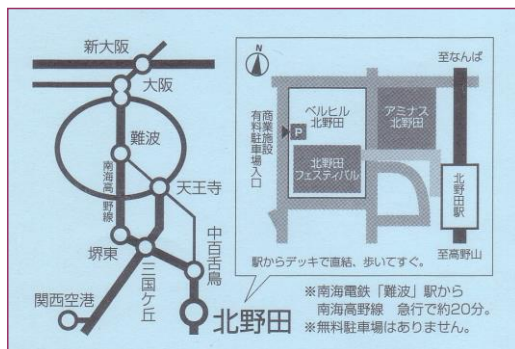 新大阪
大阪
難波
南海高野線
天王寺
堺東
三国ケ丘
中百舌鳥
関西空港
北野田
N
至なんば
商業施設
有料駐車場入口
P
ベルヒル
北野田
アミナス
北野田
北野田
フェスティバル
北野田駅
至高野山
駅からデッキで直結、歩いてすぐ。
※南海電鉄「難波」駅から
南海高野線 急行で約20分。
※無料駐車場はありません。